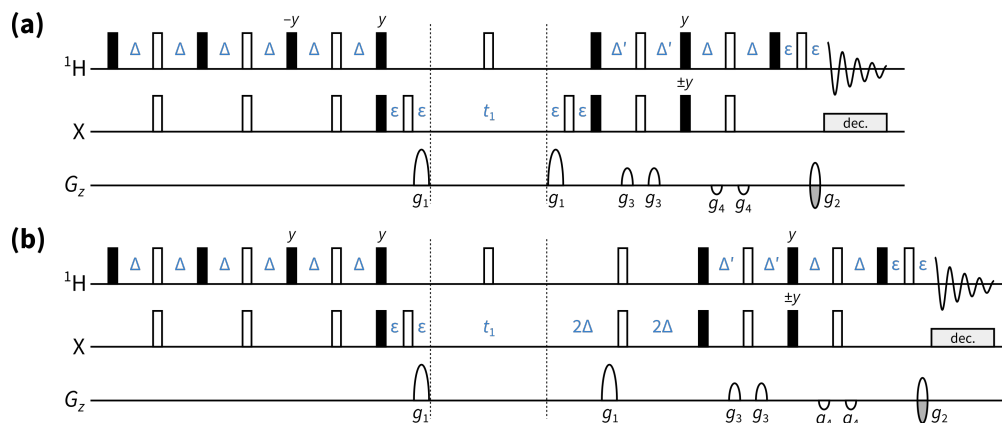 (a)
−y y y
¹H Δ Δ Δ Δ Δ Δ Δ′ Δ′ Δ Δ ε ε
±y
X ε ε t₁ ε ε dec.
G_z g₁ g₁ g₃ g₃ g₄ g₄ g₂
(b)
y y y
¹H Δ Δ Δ Δ Δ Δ Δ′ Δ′ Δ Δ ε ε
±y
X ε ε t₁ 2Δ 2Δ dec.
G_z g₁ g₁ g₃ g₃ g₄ g₄ g₂